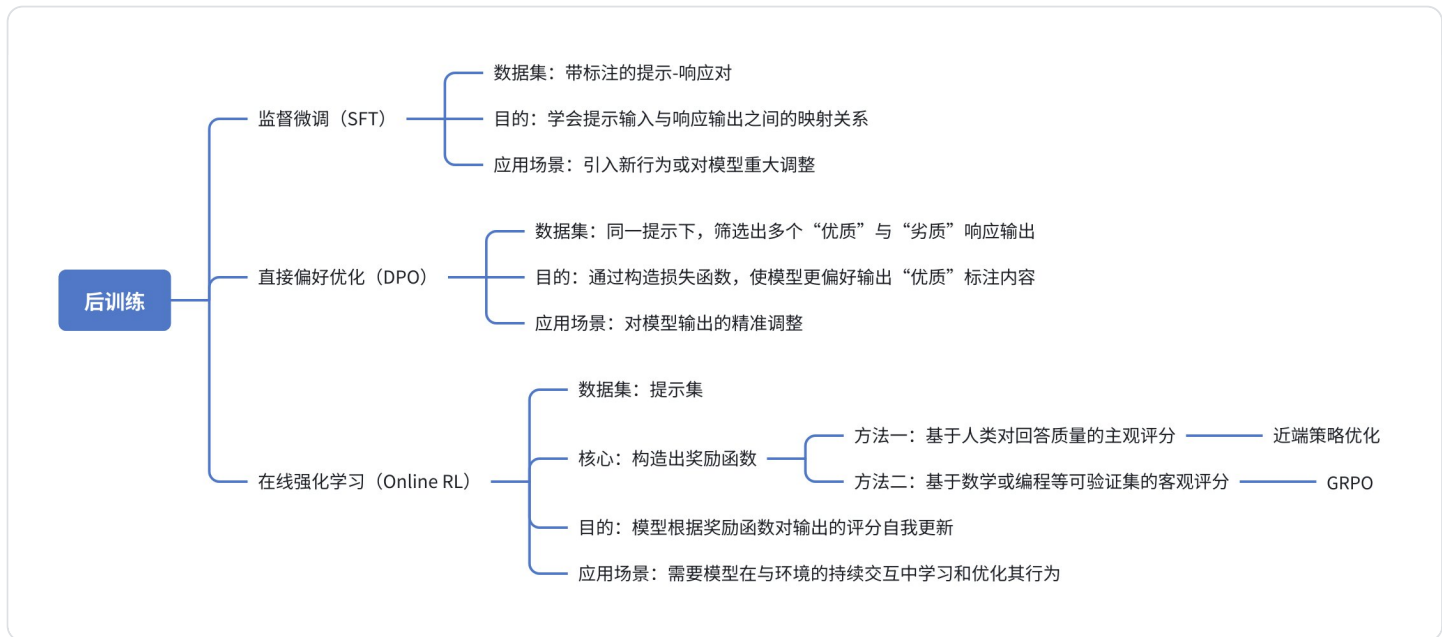 后训练
监督微调（SFT）
数据集：带标注的提示-响应对
目的：学会提示输入与响应输出之间的映射关系
应用场景：引入新行为或对模型重大调整
直接偏好优化（DPO）
数据集：同一提示下，筛选出多个“优质”与“劣质”响应输出
目的：通过构造损失函数，使模型更偏好输出“优质”标注内容
应用场景：对模型输出的精准调整
在线强化学习（Online RL）
数据集：提示集
核心：构造出奖励函数
方法一：基于人类对回答质量的主观评分
近端策略优化
方法二：基于数学或编程等可验证集的客观评分
GRPO
目的：模型根据奖励函数对输出的评分自我更新
应用场景：需要模型在与环境的持续交互中学习和优化其行为